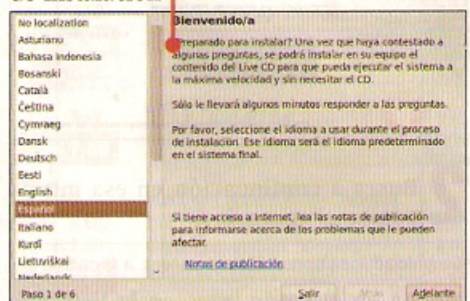 No localization
Asturianu
Bahasa Indonesia
Bosanski
Català
Čeština
Cymraeg
Dansk
Deutsch
Eesti
English
Español
Italiano
Kurdî
Lietuviškai
Nederlands
Bienvenido/a
¿Preparado para instalar? Una vez que haya contestado a
algunas preguntas, se podrá instalar en su equipo el
contenido del Live CD para que pueda ejecutar el sistema a
la máxima velocidad y sin necesitar el CD.
Sólo le llevará algunos minutos responder a las preguntas.
Por favor, seleccione el idioma a usar durante el proceso
de instalación. Ese idioma será el idioma predeterminado
en el sistema final.
Si tiene acceso a Internet, lea las notas de publicación
para informarse acerca de los problemas que le pueden
afectar.
Notas de publicación
Paso 1 de 6
Salir Atrás Adelante